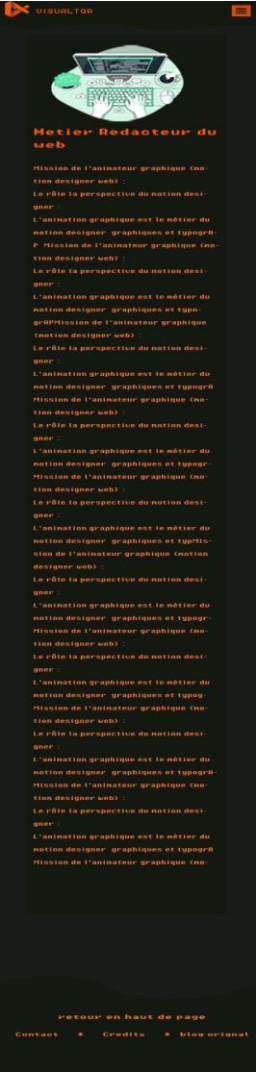 VISUALTQR
Metier Redacteur du
web
Mission de l'animateur graphique (mo-
tion designer web) :
Le rôle la perspective du motion desi-
gner :
L'animation graphique est le métier du
motion designer graphiques et typogrA-
P Mission de l'animateur graphique (mo-
tion designer web) :
Le rôle la perspective du motion desi-
gner :
L'animation graphique est le métier du
motion designer graphiques et typo-
grAPMission de l'animateur graphique
(motion designer web) :
Le rôle la perspective du motion desi-
gner :
L'animation graphique est le métier du
motion designer graphiques et typogrA
Mission de l'animateur graphique (mo-
tion designer web) :
Le rôle la perspective du motion desi-
gner :
L'animation graphique est le métier du
motion designer graphiques et typogr-
Mission de l'animateur graphique (mo-
tion designer web) :
Le rôle la perspective du motion desi-
gner :
L'animation graphique est le métier du
motion designer graphiques et typMis-
sion de l'animateur graphique (motion
designer web) :
Le rôle la perspective du motion desi-
gner :
L'animation graphique est le métier du
motion designer graphiques et typogr-
Mission de l'animateur graphique (mo-
tion designer web) :
Le rôle la perspective du motion desi-
gner :
L'animation graphique est le métier du
motion designer graphiques et typog-
Mission de l'animateur graphique (mo-
tion designer web) :
Le rôle la perspective du motion desi-
gner :
L'animation graphique est le métier du
motion designer graphiques et typogrA-
Mission de l'animateur graphique (mo-
tion designer web) :
Le rôle la perspective du motion desi-
gner :
L'animation graphique est le métier du
motion designer graphiques et typogrA
Mission de l'animateur graphique (mo-
retour en haut de page
Contact * Credits * blog orignat